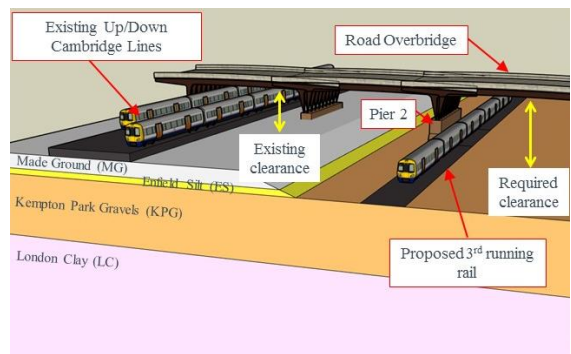 Existing Up/Down
Cambridge Lines
Road Overbridge
Pier 2
Existing
clearance
Required
clearance
Made Ground (MG)
Enfield Silt (ES)
Kempton Park Gravels (KPG)
Proposed 3rd running
rail
London Clay (LC)